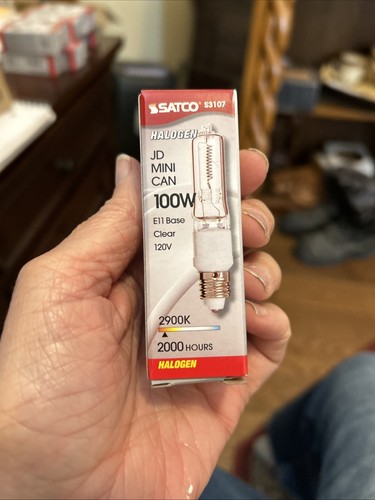 SATCO S3107
HALOGEN
JD
MINI
CAN
100W
E11 Base
Clear
120V
2900K
2000 HOURS
HALOGEN